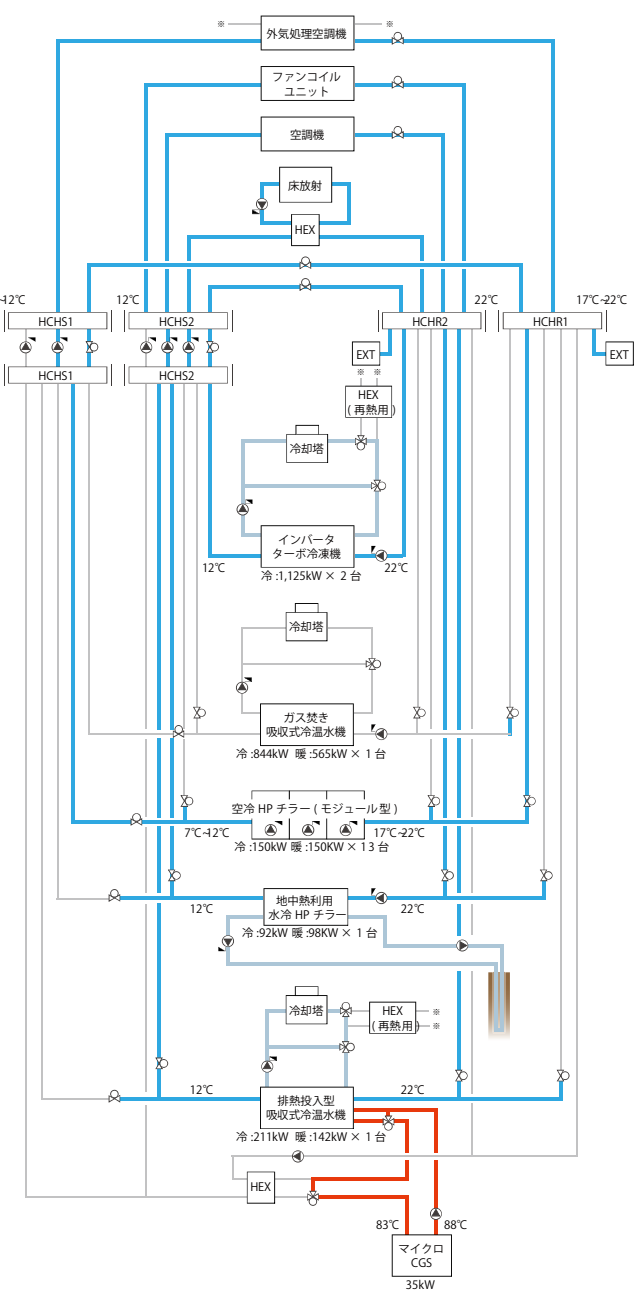 ※ 外気処理空調機 ※
ファンコイル
ユニット
空調機
床放射
HEX
12℃ 12℃ 22℃ 17℃~22℃
HCHS1 HCHS2 HCHR2 HCHR1
EXT EXT
HCHS1 HCHS2
※ ※
HEX
(再熱用)
冷却塔
インバータ
ターボ冷凍機
12℃ 22℃
冷:1,125kW × 2 台
冷却塔
ガス焚き
吸収式冷温水機
冷:844kW 暖:565kW × 1 台
空冷 HP チラー ( モジュール型 )
7℃~12℃ 17℃~22℃
冷:150kW 暖:150KW × 13 台
地中熱利用
水冷 HP チラー
12℃ 22℃
冷:92kW 暖:98KW × 1 台
冷却塔
HEX ※
(再熱用) ※
12℃ 22℃
排熱投入型
吸収式冷温水機
冷:211kW 暖:142kW × 1 台
HEX
83℃ 88℃
マイクロ
CGS
35kW